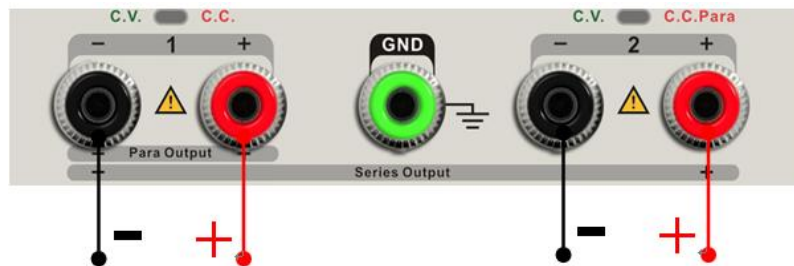 C.V. C.C. C.V. C.C.Para
− 1 + GND − 2 +
− Para Output +
− Series Output +
− + − +